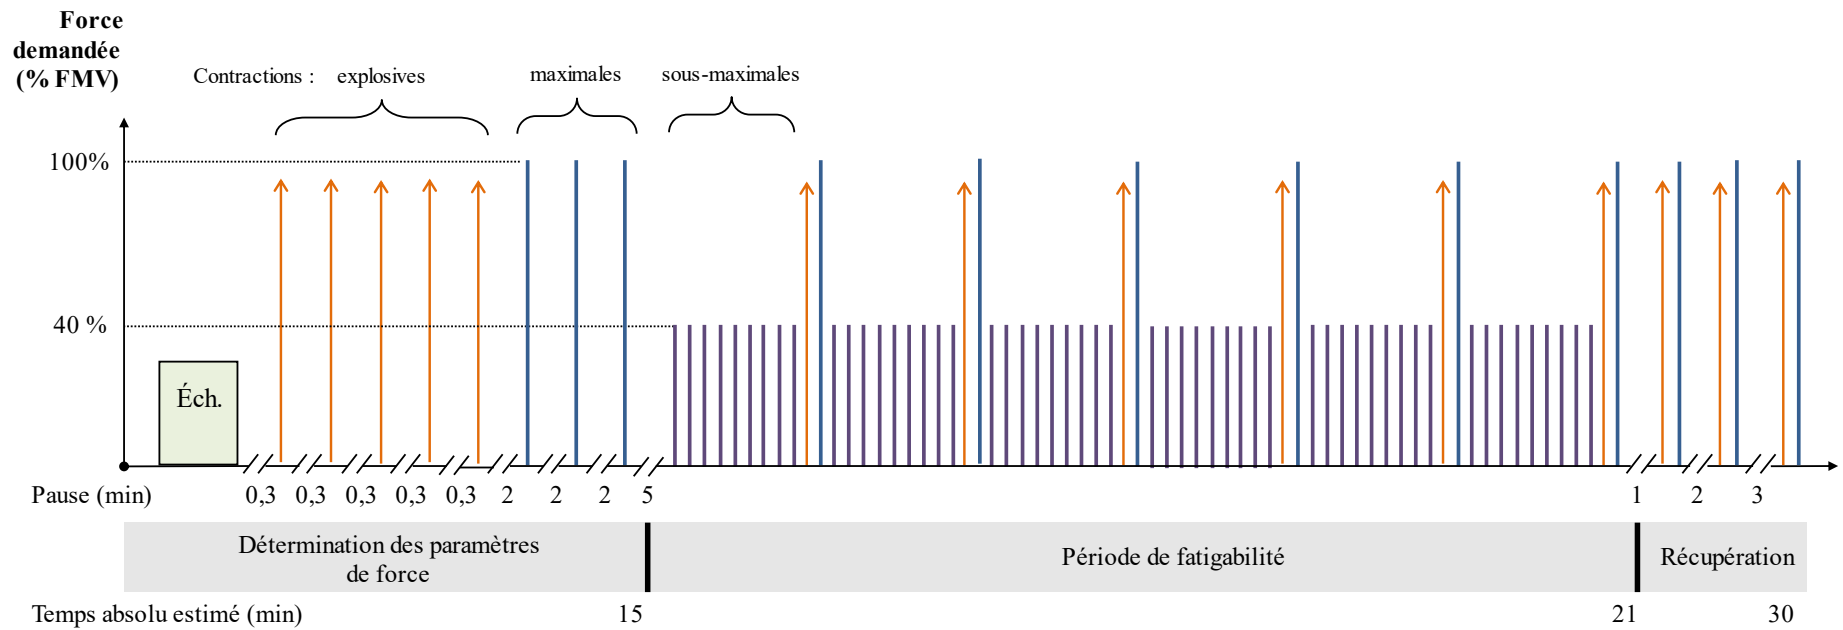 Force
demandée
(% FMV)
Contractions : explosives maximales sous-maximales
100%
40 %
Éch.
Pause (min) 0,3 0,3 0,3 0,3 0,3 2 2 2 5 1 2 3
Détermination des paramètres
de force
Période de fatigabilité
Récupération
Temps absolu estimé (min) 15 21 30